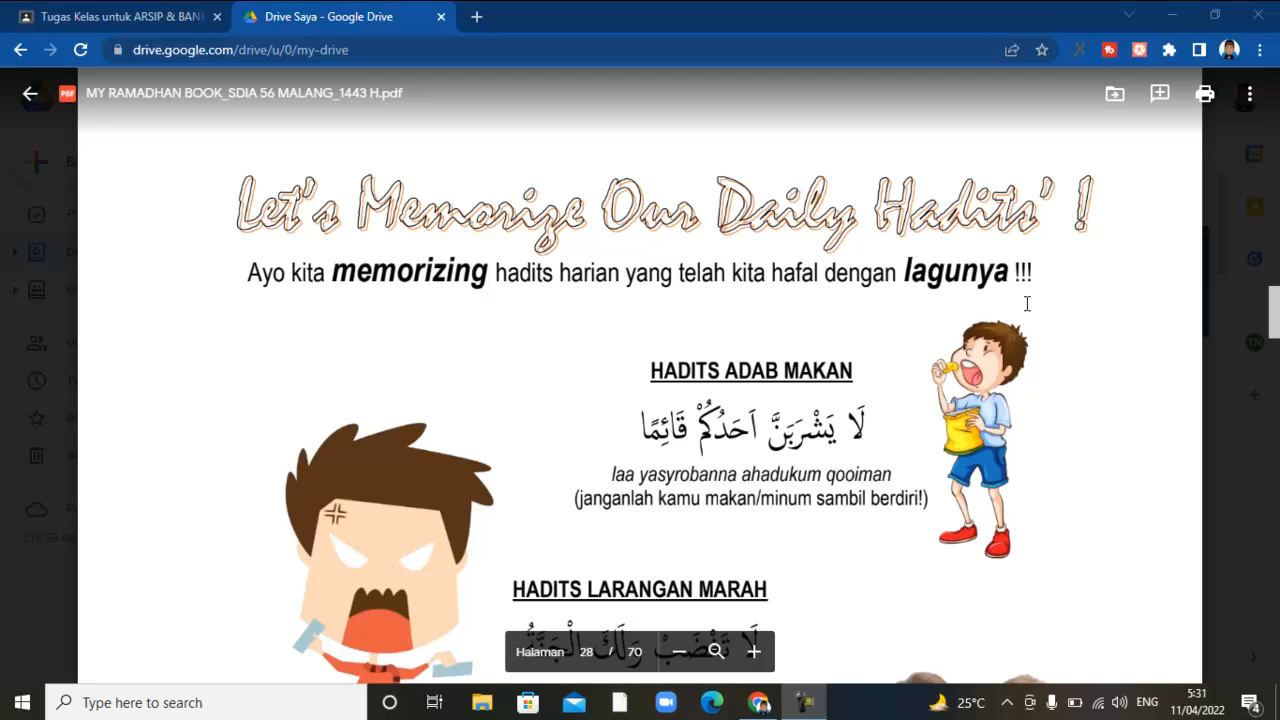 Tugas Kelas untuk ARSIP & BAN
Drive Saya - Google Drive
drive.google.com/drive/u/0/my-drive
PDF
MY RAMADHAN BOOK_SDIA 56 MALANG_1443 H.pdf
Let's Memorize Our Daily Hadits' !
Ayo kita memorizing hadits harian yang telah kita hafal dengan lagunya !!!
HADITS ADAB MAKAN
لَا يَشْرَبَنَّ اَحَدُكُمْ قَائِمًا
laa yasyrobanna ahadukum qooiman
(janganlah kamu makan/minum sambil berdiri!)
HADITS LARANGAN MARAH
لَا تَغْضَبْ وَلَكَ الْجَنَّةُ
Halaman 28 / 70
Type here to search
25°C
ENG
5:31
11/04/2022
4